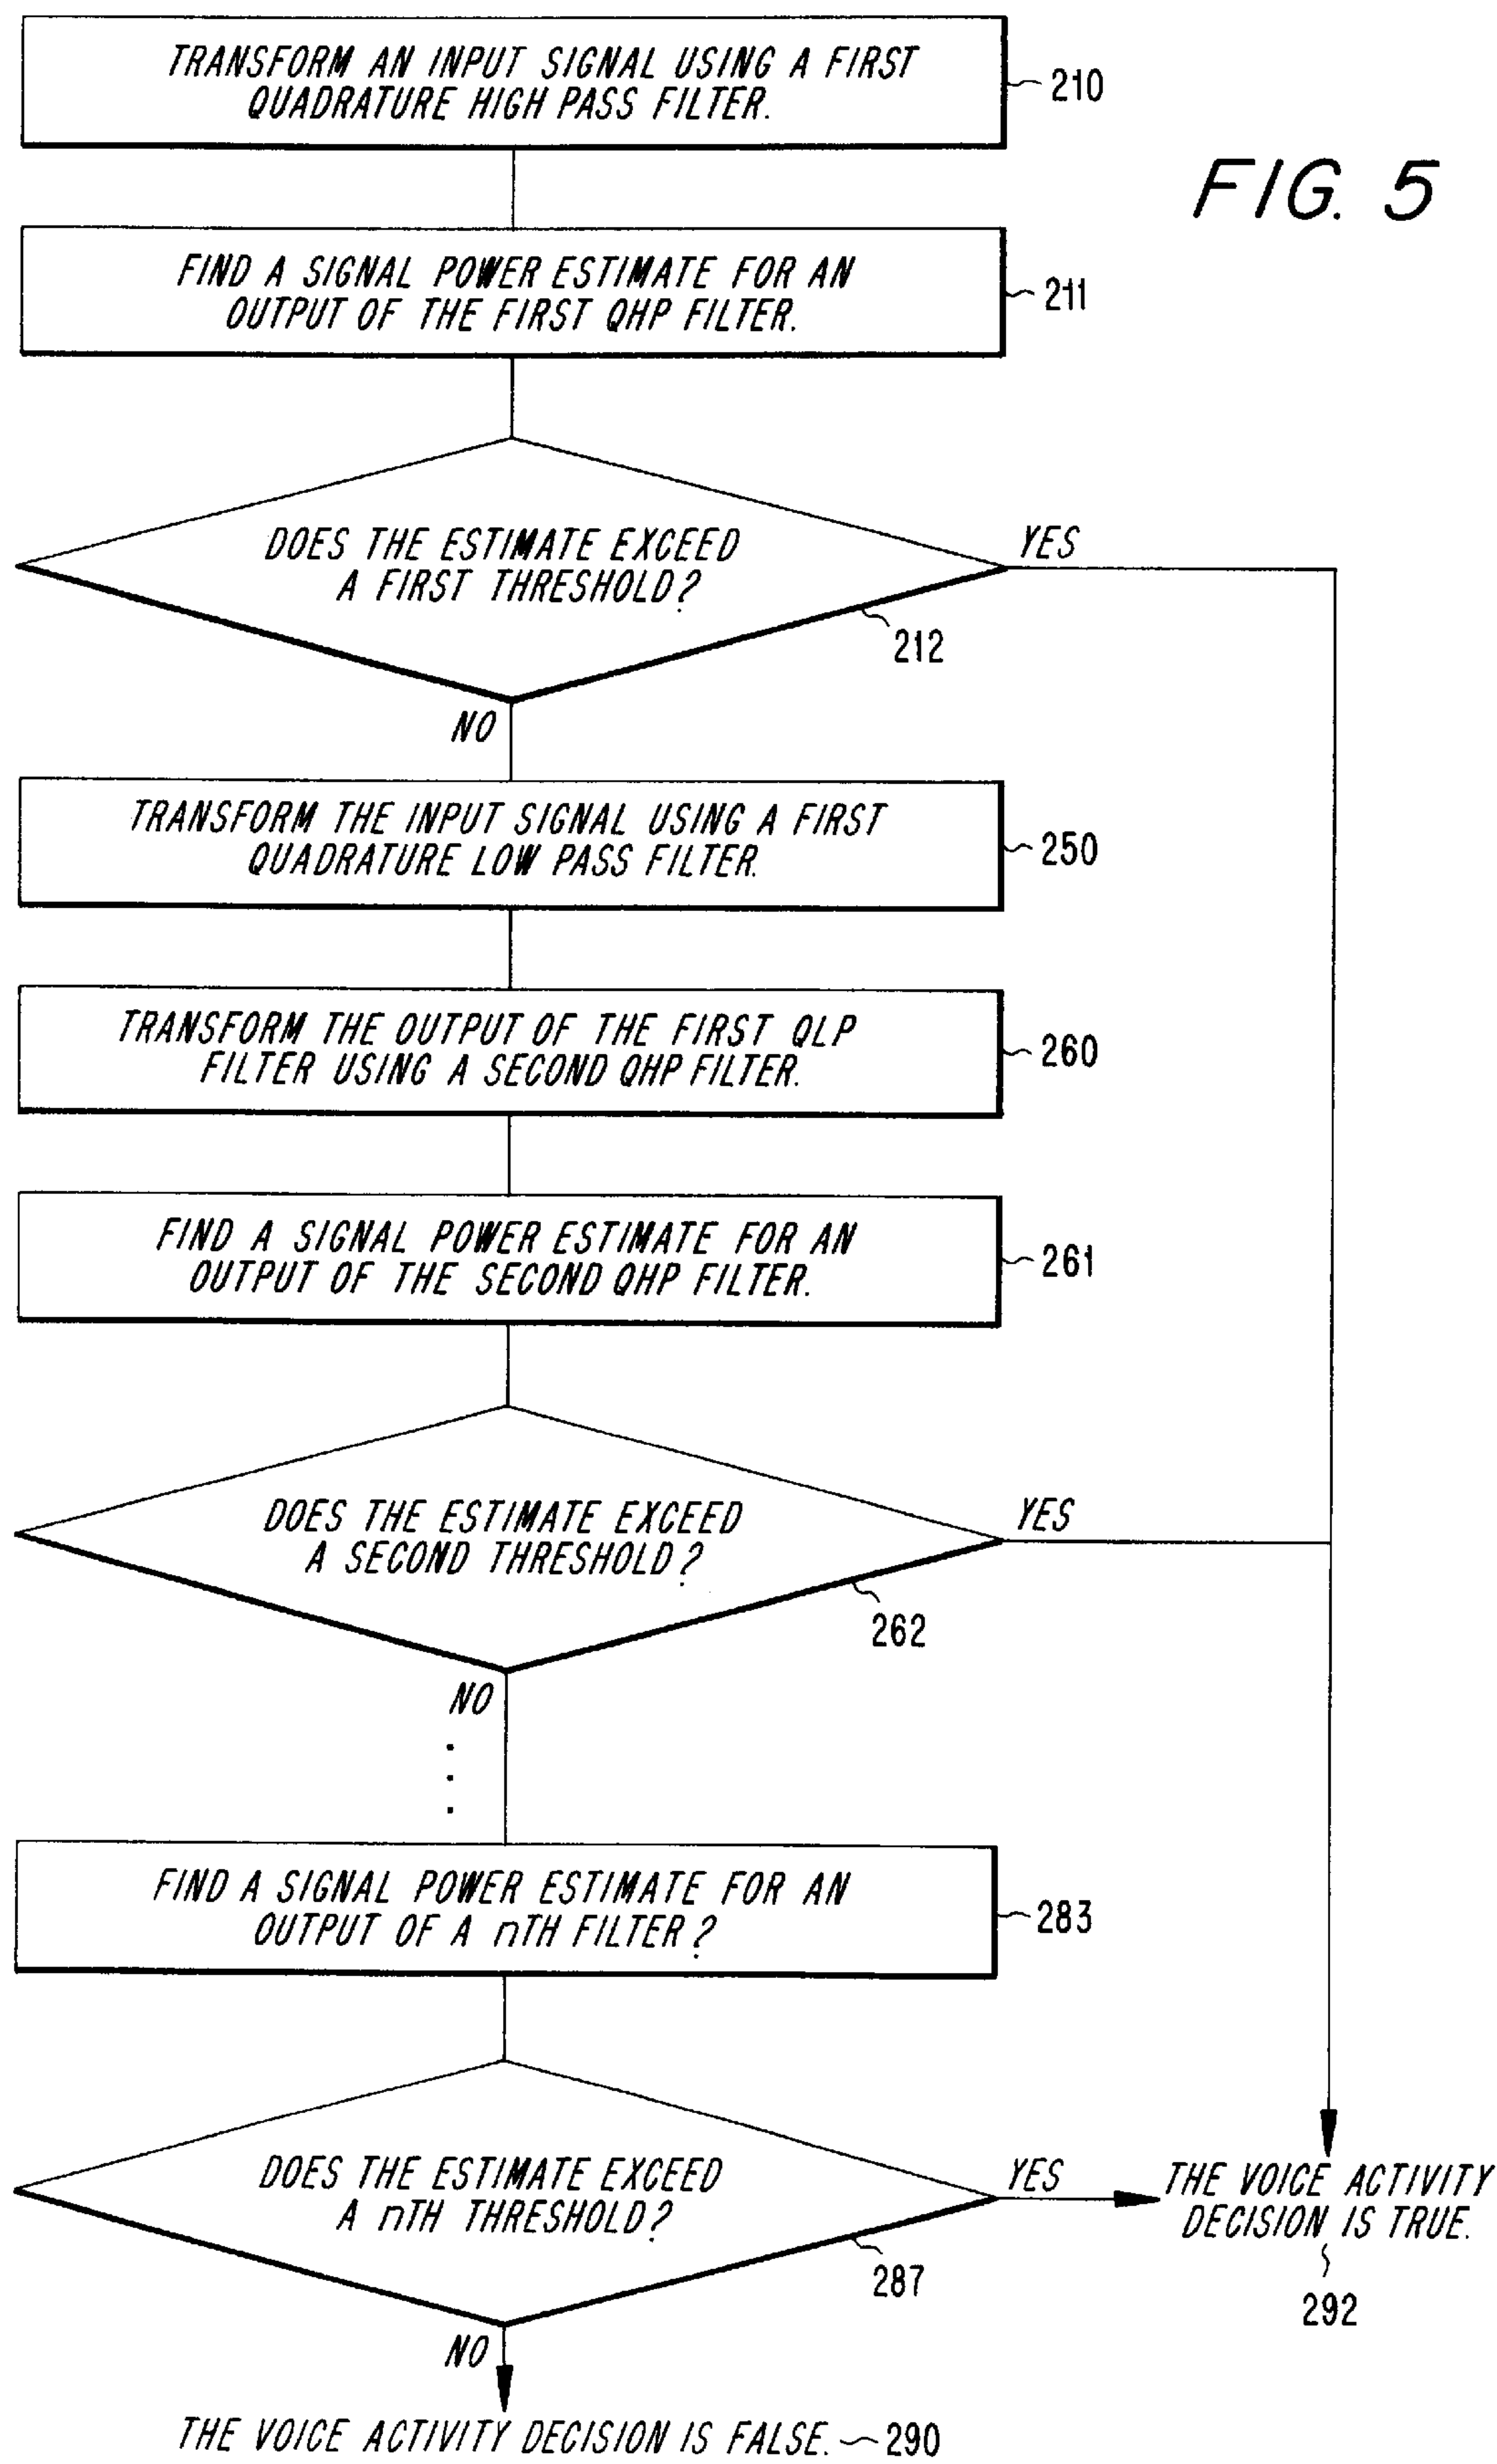 TRANSFORM AN INPUT SIGNAL USING A FIRST
QUADRATURE HIGH PASS FILTER.
210
FIG. 5
FIND A SIGNAL POWER ESTIMATE FOR AN
OUTPUT OF THE FIRST QHP FILTER.
211
DOES THE ESTIMATE EXCEED
A FIRST THRESHOLD?
YES
212
NO
TRANSFORM THE INPUT SIGNAL USING A FIRST
QUADRATURE LOW PASS FILTER.
250
TRANSFORM THE OUTPUT OF THE FIRST QLP
FILTER USING A SECOND QHP FILTER.
260
FIND A SIGNAL POWER ESTIMATE FOR AN
OUTPUT OF THE SECOND QHP FILTER.
261
DOES THE ESTIMATE EXCEED
A SECOND THRESHOLD?
YES
262
NO
FIND A SIGNAL POWER ESTIMATE FOR AN
OUTPUT OF A nTH FILTER?
283
DOES THE ESTIMATE EXCEED
A nTH THRESHOLD?
YES
287
THE VOICE ACTIVITY
DECISION IS TRUE.
292
NO
THE VOICE ACTIVITY DECISION IS FALSE. 290